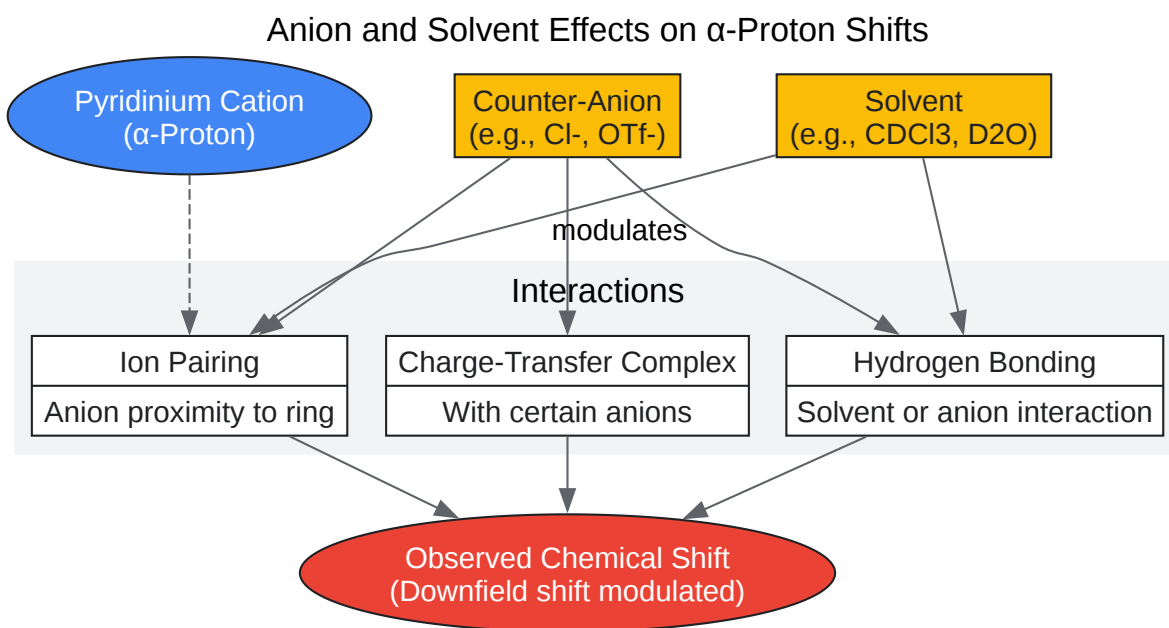 Anion and Solvent Effects on α-Proton Shifts
Pyridinium Cation
(α-Proton)
Counter-Anion
(e.g., Cl-, OTf-)
Solvent
(e.g., CDCl3, D2O)
modulates
Interactions
Ion Pairing
Anion proximity to ring
Charge-Transfer Complex
With certain anions
Hydrogen Bonding
Solvent or anion interaction
Observed Chemical Shift
(Downfield shift modulated)